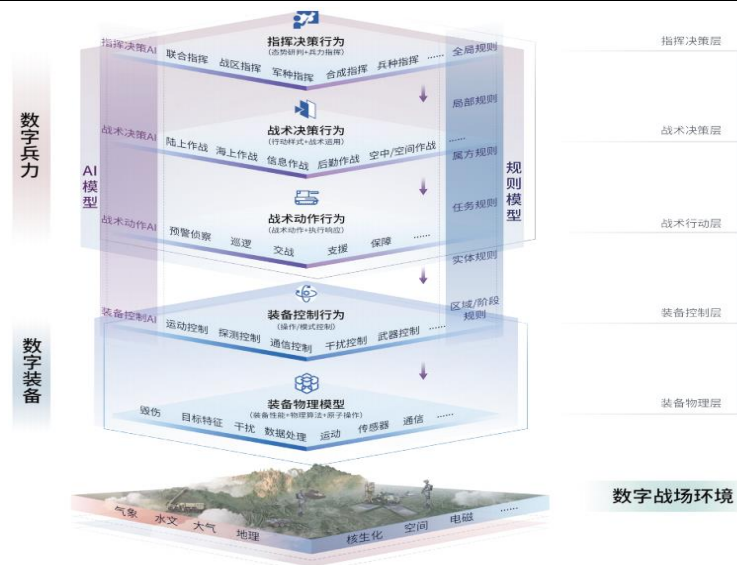 指挥决策行为
(态势研判+兵力指挥)
指挥决策AI
联合指挥 战区指挥 军种指挥 合成指挥 兵种指挥 ......
全局规则
指挥决策层
局部规则
战术决策行为
(行动样式+战术运用)
战术决策AI
陆上作战 海上作战 信息作战 后勤作战 空中/空间作战 ......
属方规则
战术决策层
数字兵力
AI模型
规则模型
任务规则
战术动作行为
(战术动作+执行响应)
战术动作AI
预警侦察 巡逻 交战 支援 保障 ......
战术行动层
实体规则
装备控制行为
(操作/模式控制)
装备控制AI
运动控制 探测控制 通信控制 干扰控制 武器控制 ......
区域/阶段
规则
装备控制层
数字装备
装备物理模型
(装备性能+物理算法+原子操作)
毁伤 目标特征 干扰 数据处理 运动 传感器 通信 ......
装备物理层
数字战场环境
气象 水文 大气 地理 核生化 空间 电磁 ......